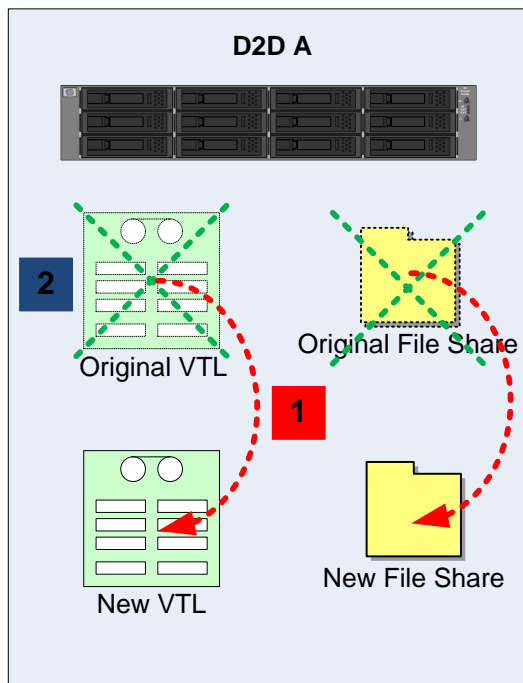 D2D A
2
Original VTL
Original File Share
1
New VTL
New File Share